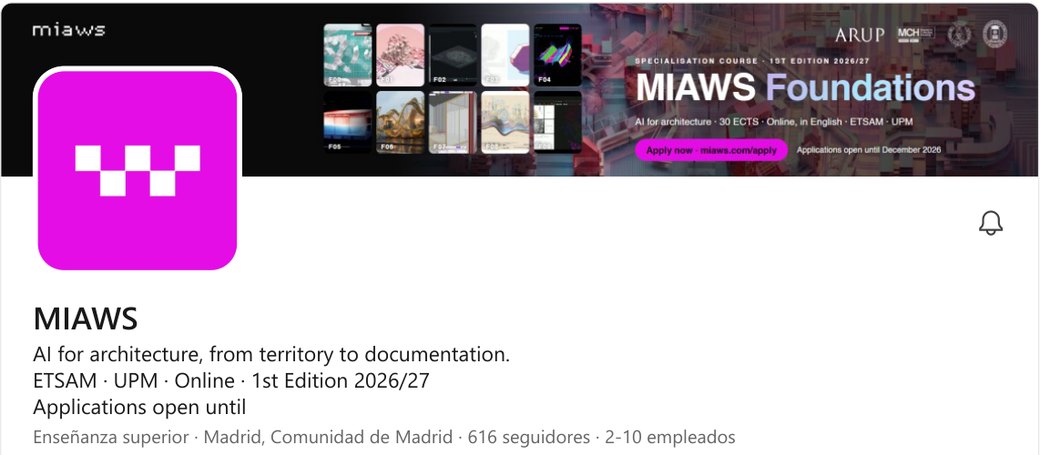 miaws
F01
F02
F03
F04
F05
F06
F07
F08
ARUP
MCH
SPECIALISATION COURSE · 1ST EDITION 2026/27
MIAWS Foundations
AI for architecture · 30 ECTS · Online, in English · ETSAM · UPM
Apply now · miaws.com/apply
Applications open until December 2026
MIAWS
AI for architecture, from territory to documentation.
ETSAM · UPM · Online · 1st Edition 2026/27
Applications open until
Enseñanza superior · Madrid, Comunidad de Madrid · 616 seguidores · 2-10 empleados